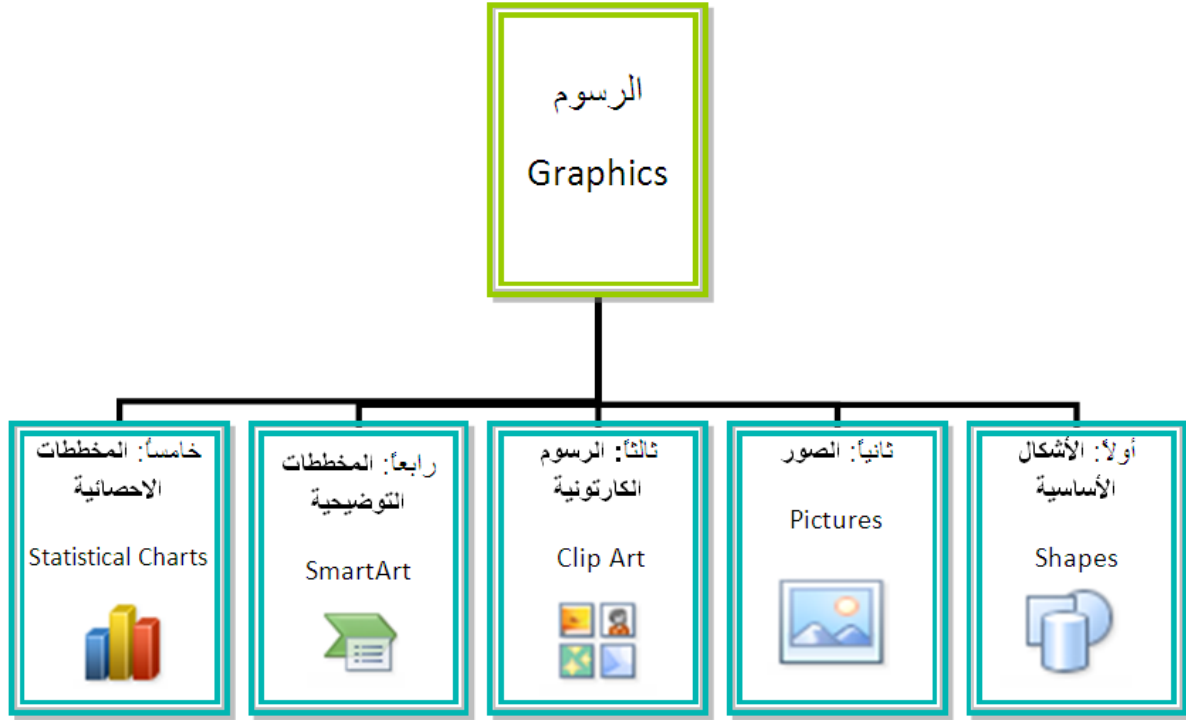 الرسوم
Graphics
أولاً: الأشكال
الأساسية
Shapes
ثانياً: الصور
Pictures
ثالثاً: الرسوم
الكارتونية
Clip Art
رابعاً: المخططات
التوضيحية
SmartArt
خامساً: المخططات
الاحصائية
Statistical Charts